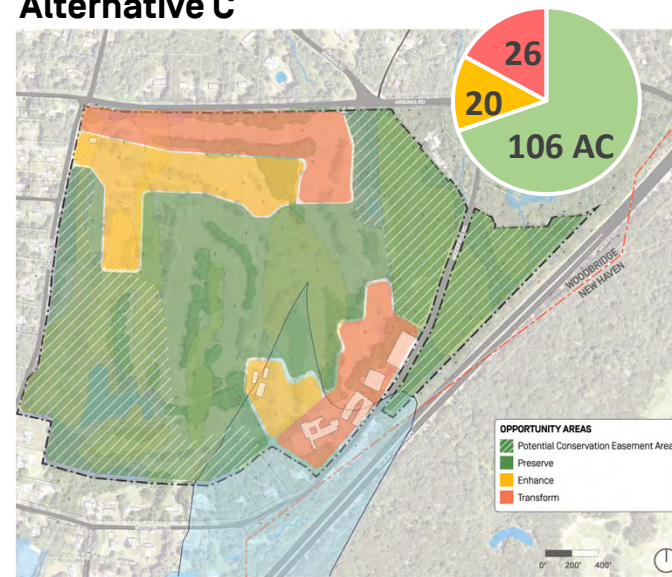 Alternative C
26
20
106 AC
ANSONIA RD
WOODBRIDGE
NEW HAVEN
OPPORTUNITY AREAS
Potential Conservation Easement Area
Preserve
Enhance
Transform
0' 200' 400'